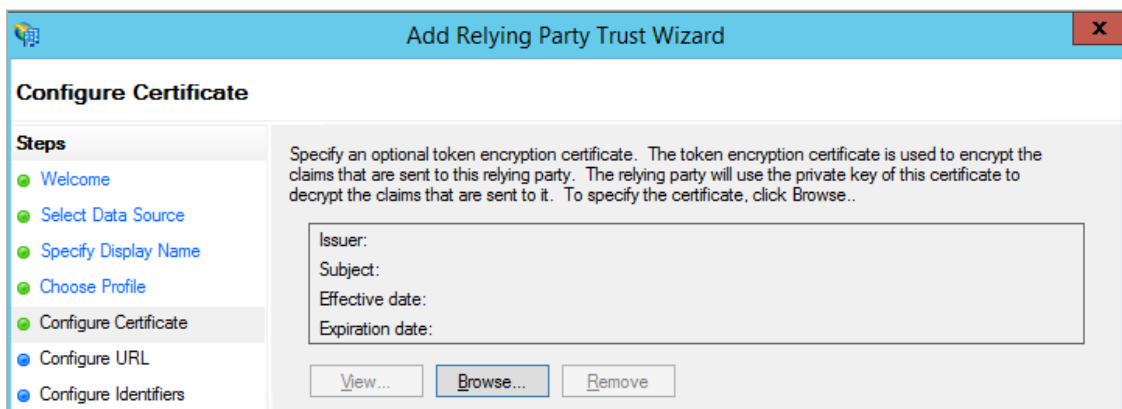 Add Relying Party Trust Wizard
x
Configure Certificate
Steps
Welcome
Select Data Source
Specify Display Name
Choose Profile
Configure Certificate
Configure URL
Configure Identifiers
Specify an optional token encryption certificate. The token encryption certificate is used to encrypt the
claims that are sent to this relying party. The relying party will use the private key of this certificate to
decrypt the claims that are sent to it. To specify the certificate, click Browse..
Issuer:
Subject:
Effective date:
Expiration date:
View...
Browse...
Remove